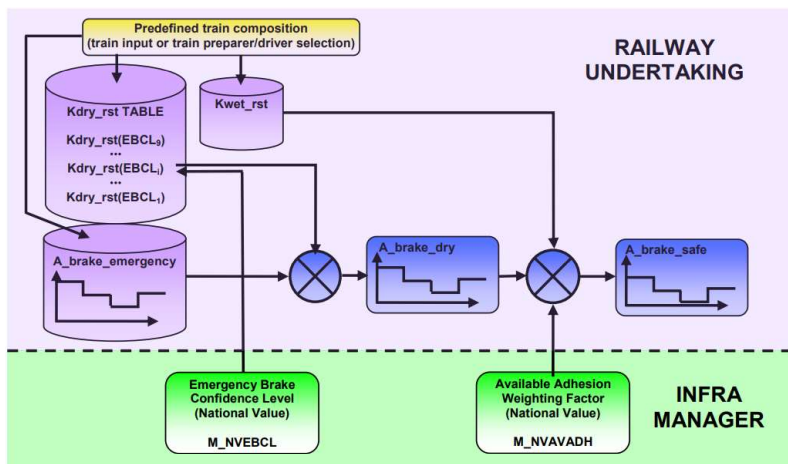 Predefined train composition
(train input or train preparer/driver selection)
RAILWAY
UNDERTAKING
Kdry_rst TABLE
Kdry_rst(EBCL₉)
...
Kdry_rst(EBCLᵢ)
...
Kdry_rst(EBCL₁)
Kwet_rst
A_brake_emergency
A_brake_dry
A_brake_safe
Emergency Brake
Confidence Level
(National Value)
M_NVEBCL
Available Adhesion
Weighting Factor
(National Value)
M_NVAVADH
INFRA
MANAGER